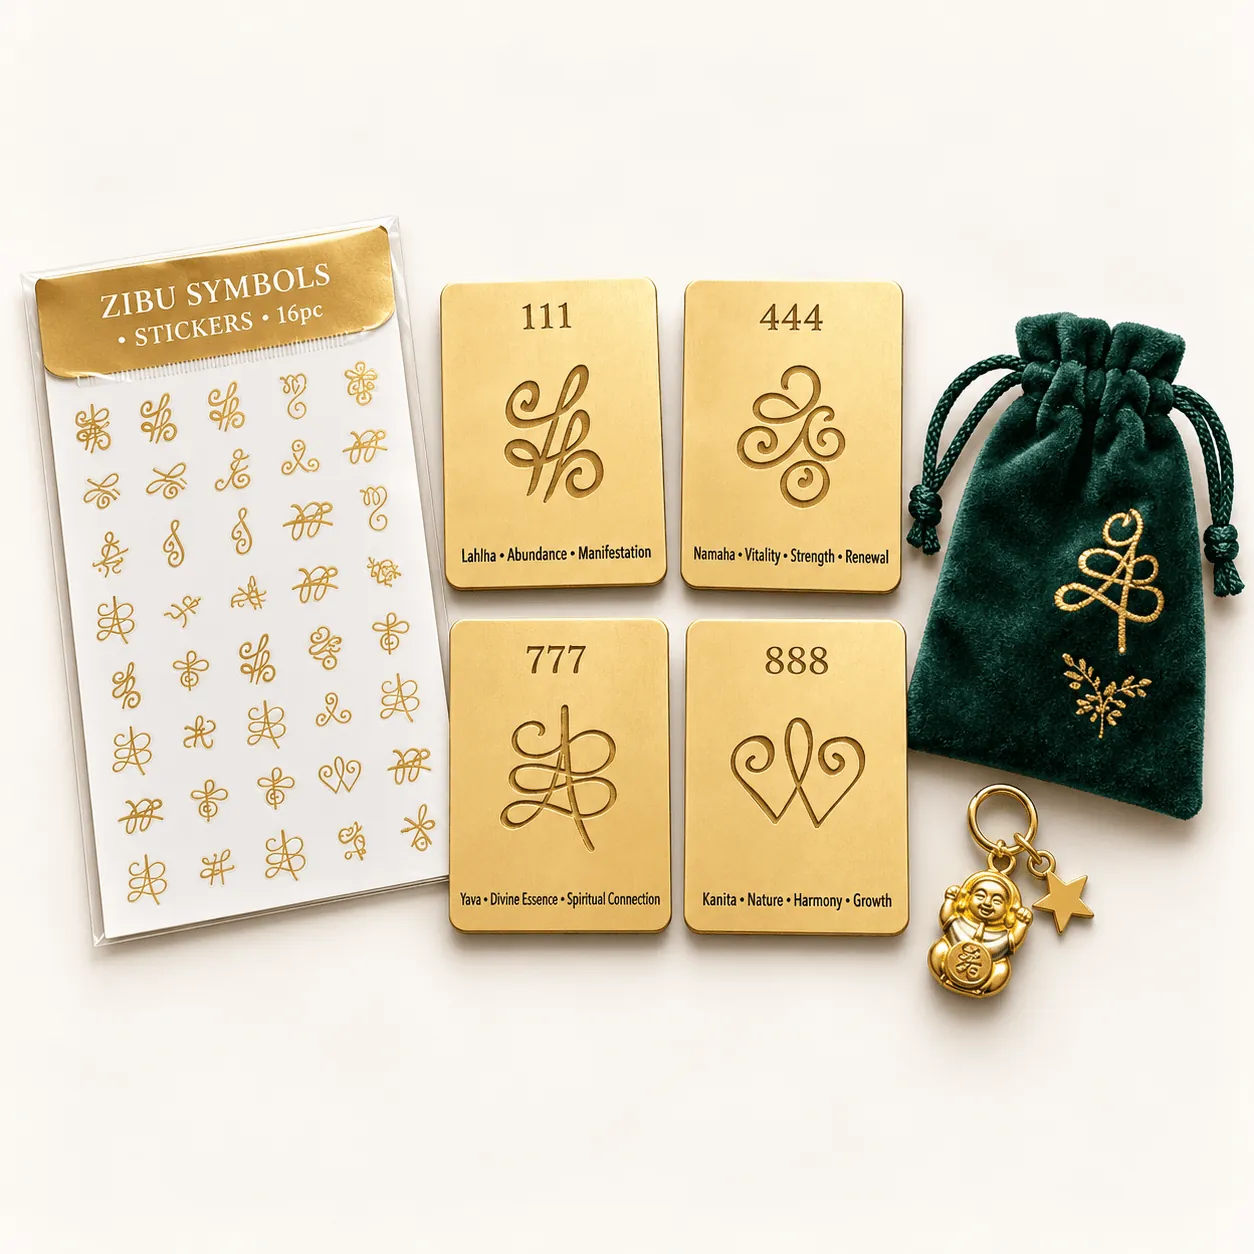 ZIBU SYMBOLS
• STICKERS • 16pc
111
Lahlha • Abundance • Manifestation
444
Namaha • Vitality • Strength • Renewal
777
Yava • Divine Essence • Spiritual Connection
888
Kanita • Nature • Harmony • Growth